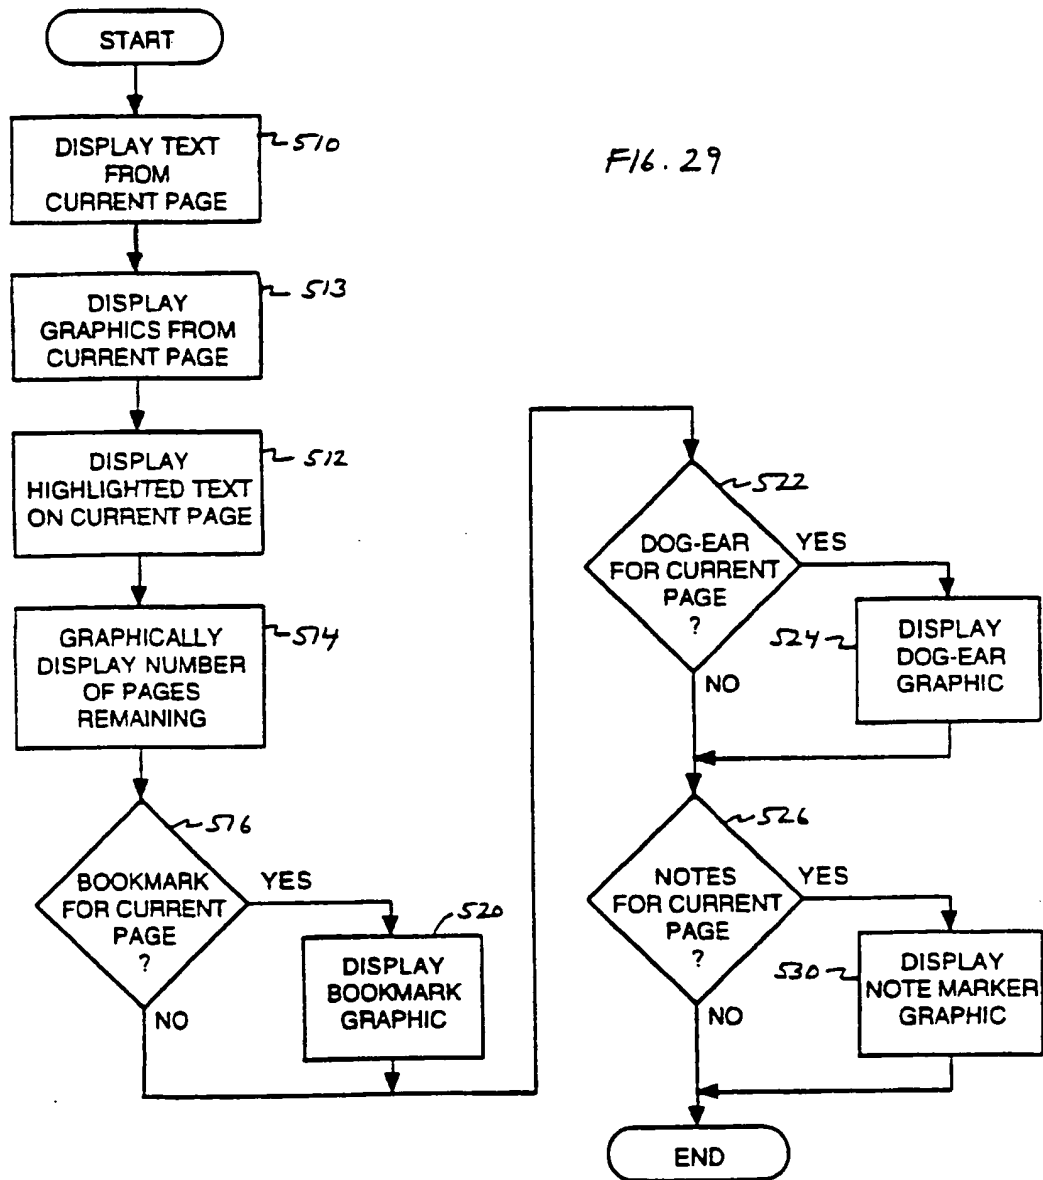 START
DISPLAY TEXT
FROM
CURRENT PAGE
510
FIG. 29
DISPLAY
GRAPHICS FROM
CURRENT PAGE
513
DISPLAY
HIGHLIGHTED TEXT
ON CURRENT PAGE
512
GRAPHICALLY
DISPLAY NUMBER
OF PAGES
REMAINING
514
BOOKMARK
FOR CURRENT
PAGE
?
516
YES
NO
520
DISPLAY
BOOKMARK
GRAPHIC
DOG-EAR
FOR CURRENT
PAGE
?
522
YES
NO
524
DISPLAY
DOG-EAR
GRAPHIC
NOTES
FOR CURRENT
PAGE
?
526
YES
NO
530
DISPLAY
NOTE MARKER
GRAPHIC
END